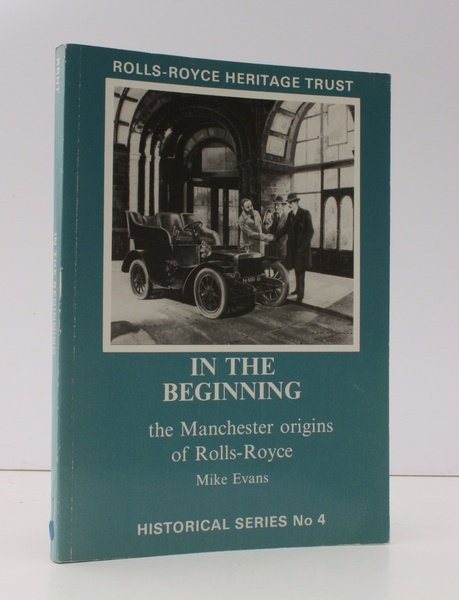 ROLLS-ROYCE HERITAGE TRUST
IN THE
BEGINNING
the Manchester origins
of Rolls-Royce
Mike Evans
HISTORICAL SERIES No 4